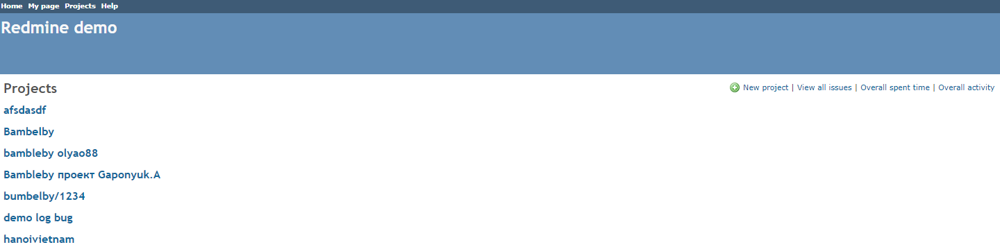 Home My page Projects Help
Redmine demo
Projects
New project | View all issues | Overall spent time | Overall activity
afsdasdf
Bambelby
bambleby olyao88
Bambleby проект Gaponyuk.A
bumbelby/1234
demo log bug
hanoivietnam